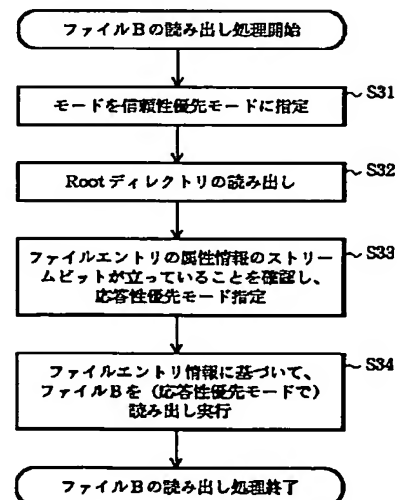 ファイルBの読み出し処理開始
モードを信頼性優先モードに指定
S31
Rootディレクトリの読み出し
S32
ファイルエントリの属性情報のストリー
ムビットが立っていることを確認し、
応答性優先モード指定
S33
ファイルエントリ情報に基づいて、
ファイルBを（応答性優先モードで）
読み出し実行
S34
ファイルBの読み出し処理終了